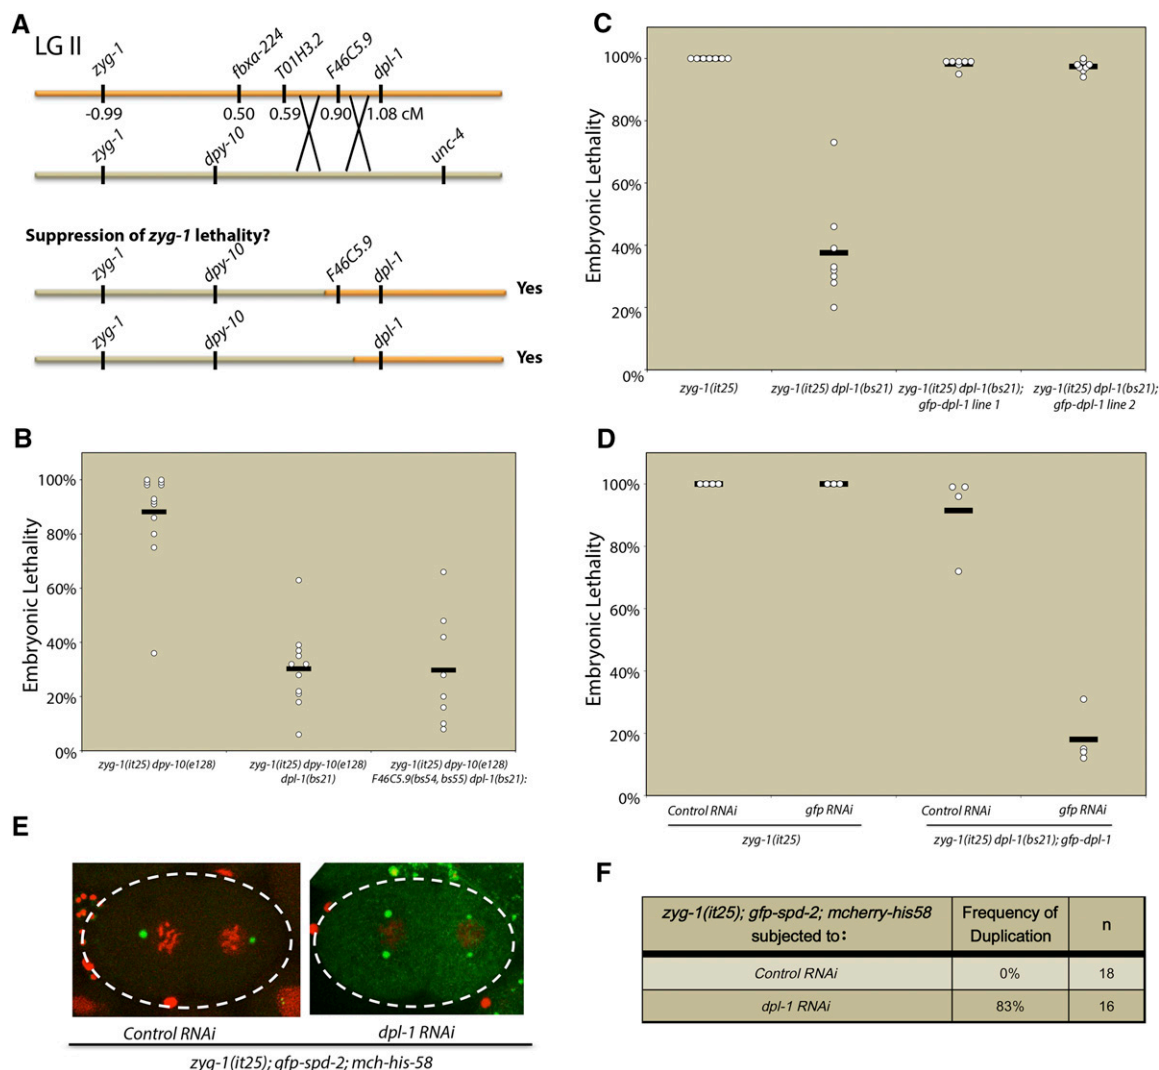 A
LG II
zyg-1
fbxa-224
T01H3.2
F46C5.9
dpl-1
-0.99
0.50
0.59
0.90
1.08 cM
zyg-1
dpy-10
unc-4
Suppression of zyg-1 lethality?
zyg-1
dpy-10
F46C5.9
dpl-1
Yes
zyg-1
dpy-10
dpl-1
Yes
B
Embryonic Lethality
100%
80%
60%
40%
20%
0%
zyg-1(it25) dpy-10(e128)
zyg-1(it25) dpy-10(e128)
dpl-1(bs21)
zyg-1(it25) dpy-10(e128)
F46C5.9(bs54, bs55) dpl-1(bs21):
C
Embryonic Lethality
100%
80%
60%
40%
20%
0%
zyg-1(it25)
zyg-1(it25) dpl-1(bs21)
zyg-1(it25) dpl-1(bs21);
gfp-dpl-1 line 1
zyg-1(it25) dpl-1(bs21);
gfp-dpl-1 line 2
D
Embryonic Lethality
100%
80%
60%
40%
20%
0%
Control RNAi
gfp RNAi
Control RNAi
gfp RNAi
zyg-1(it25)
zyg-1(it25) dpl-1(bs21); gfp-dpl-1
E
Control RNAi
dpl-1 RNAi
zyg-1(it25); gfp-spd-2; mch-his-58
F
zyg-1(it25); gfp-spd-2; mcherry-his58
subjected to:
Frequency of
Duplication
n
Control RNAi
0%
18
dpl-1 RNAi
83%
16